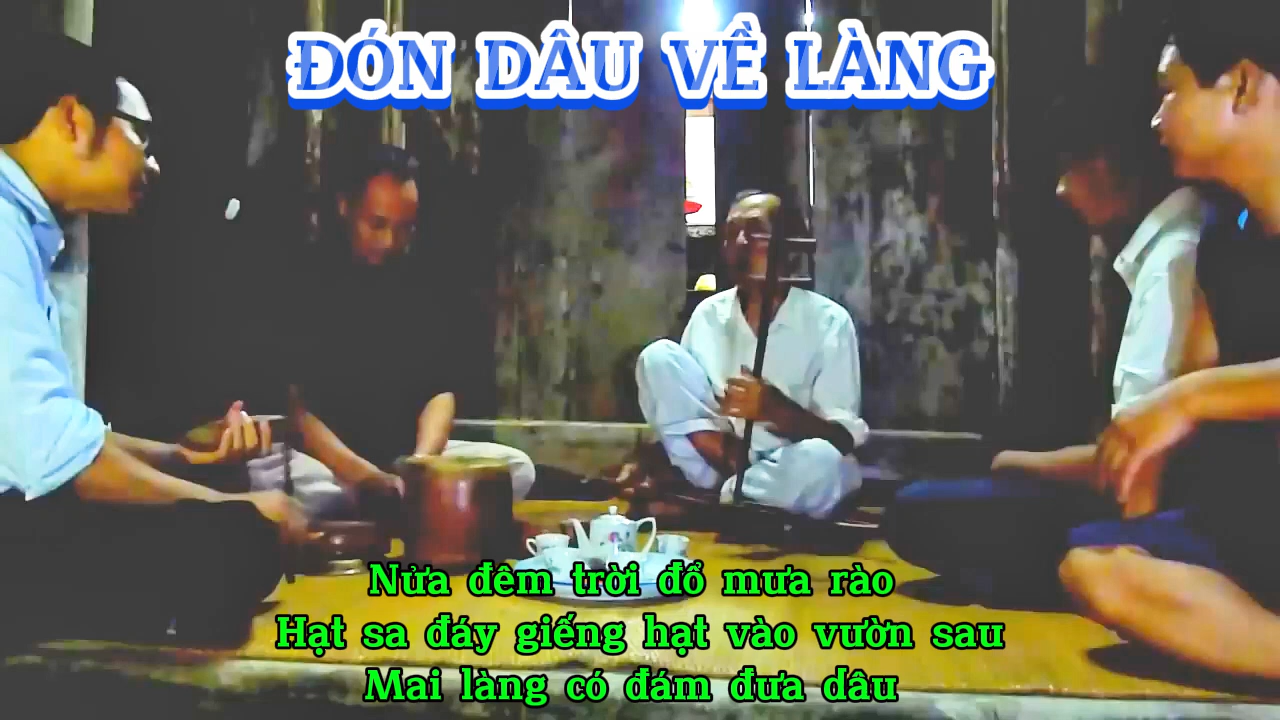 ĐÓN DÂU VỀ LÀNG
Nửa đêm trời đổ mưa rào
Hạt sa đáy giếng hạt vào vườn sau
Mai làng có đám đưa dâu